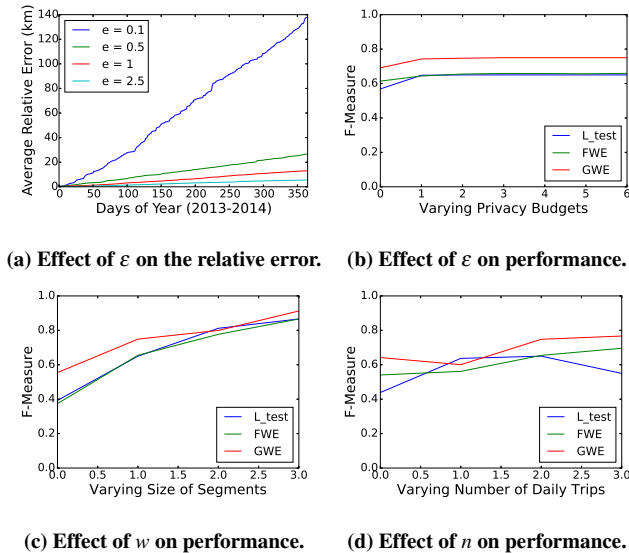 Average Relative Error (km)
140
120
100
80
60
40
20
0
e = 0.1
e = 0.5
e = 1
e = 2.5
0 50 100 150 200 250 300 350
Days of Year (2013-2014)
(a) Effect of ε on the relative error.
F-Measure
1.0
0.8
0.6
0.4
0.2
0.0
L_test
FWE
GWE
0 1 2 3 4 5 6
Varying Privacy Budgets
(b) Effect of ε on performance.
F-Measure
1.0
0.8
0.6
0.4
0.2
0.0
L_test
FWE
GWE
0.0 0.5 1.0 1.5 2.0 2.5 3.0
Varying Size of Segments
(c) Effect of w on performance.
F-Measure
1.0
0.8
0.6
0.4
0.2
0.0
L_test
FWE
GWE
0.0 0.5 1.0 1.5 2.0 2.5 3.0
Varying Number of Daily Trips
(d) Effect of n on performance.